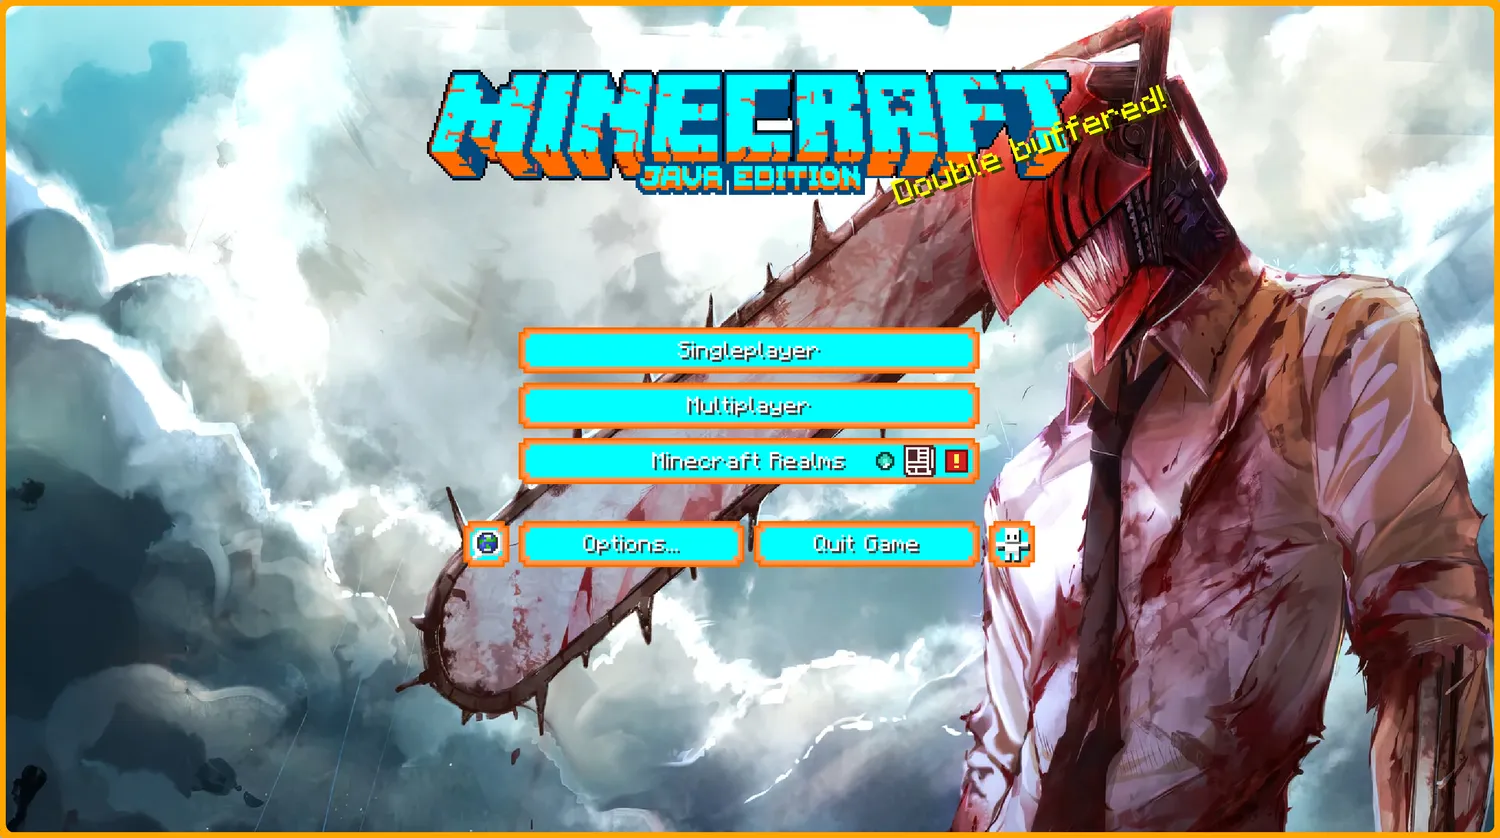 MINECRAFT
JAVA EDITION
Double buffered!
Singleplayer
Multiplayer
Minecraft Realms
Options...
Quit Game